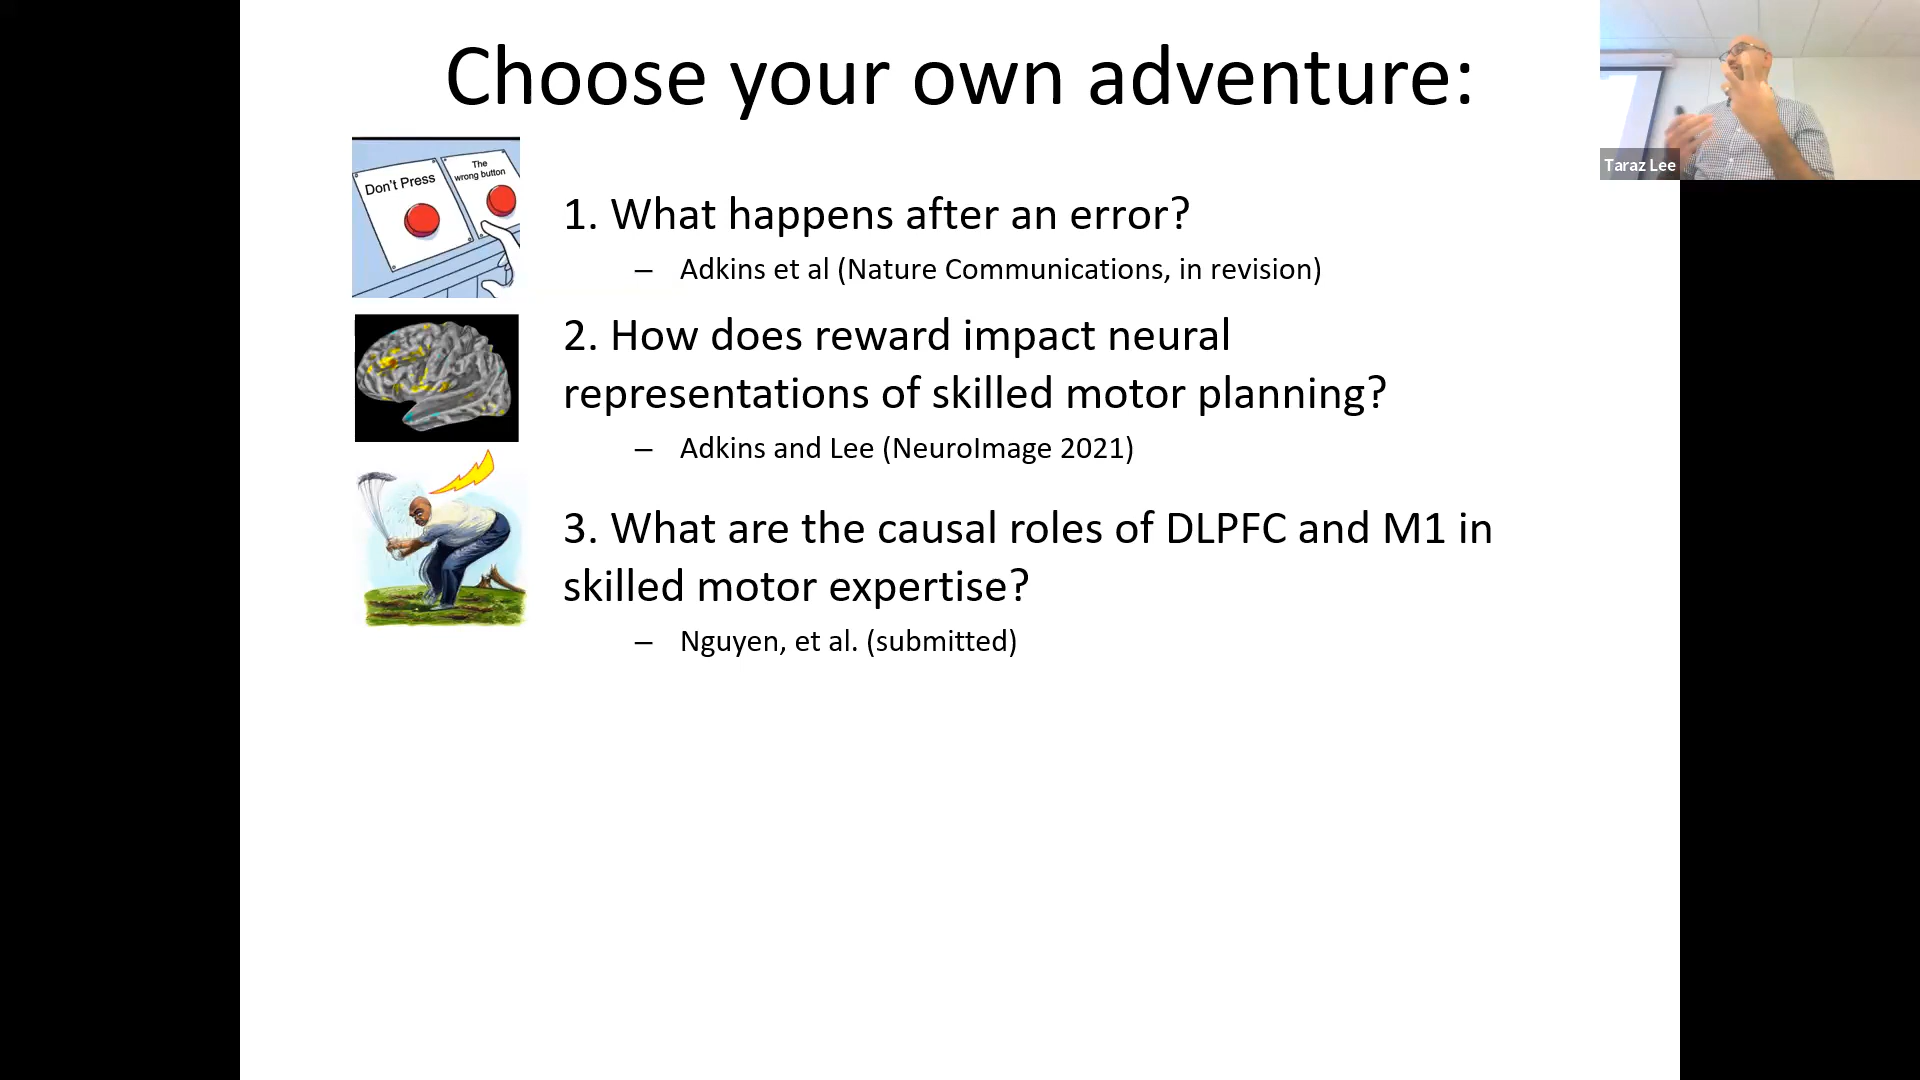 Choose your own adventure:
Taraz Lee
Don't Press
The
wrong button
1. What happens after an error?
– Adkins et al (Nature Communications, in revision)
2. How does reward impact neural
representations of skilled motor planning?
– Adkins and Lee (NeuroImage 2021)
3. What are the causal roles of DLPFC and M1 in
skilled motor expertise?
– Nguyen, et al. (submitted)